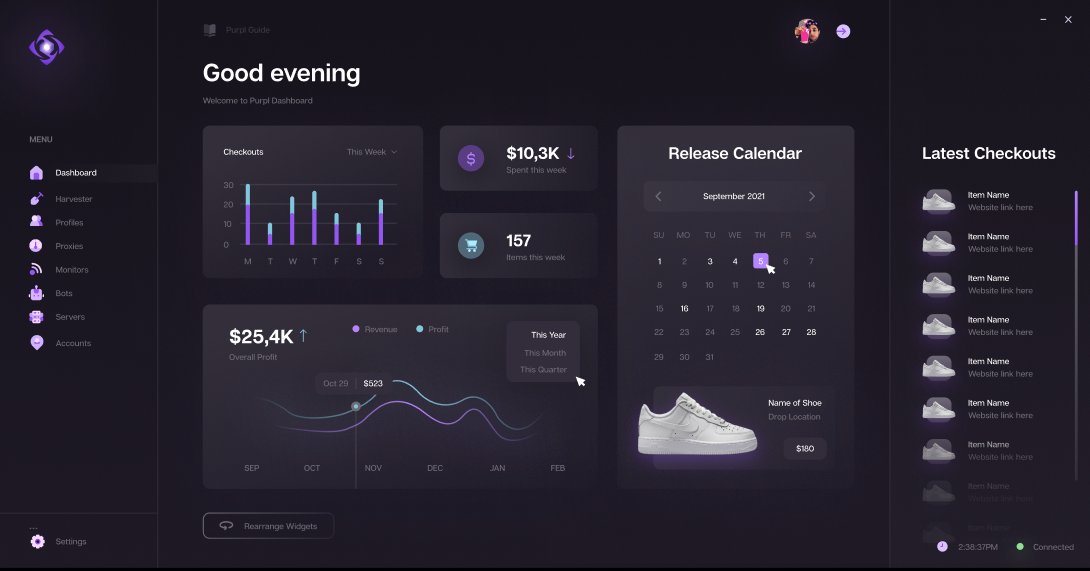 Purpl Guide
Good evening
Welcome to Purpl Dashboard
MENU
Dashboard
Harvester
Profiles
Proxies
Monitors
Bots
Servers
Accounts
Settings
Checkouts
This Week
30
20
10
0
M T W T F S S
$10,3K
Spent this week
157
Items this week
$25,4K
Overall Profit
Revenue
Profit
This Year
This Month
This Quarter
Oct 29 $523
SEP OCT NOV DEC JAN FEB
Rearrange Widgets
Release Calendar
September 2021
SU MO TU WE TH FR SA
1 2 3 4 5 6 7
8 9 10 11 12 13 14
15 16 17 18 19 20 21
22 23 24 25 26 27 28
29 30 31
Name of Shoe
Drop Location
$180
Latest Checkouts
Item Name
Website link here
Item Name
Website link here
Item Name
Website link here
Item Name
Website link here
Item Name
Website link here
Item Name
Website link here
Item Name
Website link here
Item Name
Website link here
Item Name
2:38:37PM
Connected